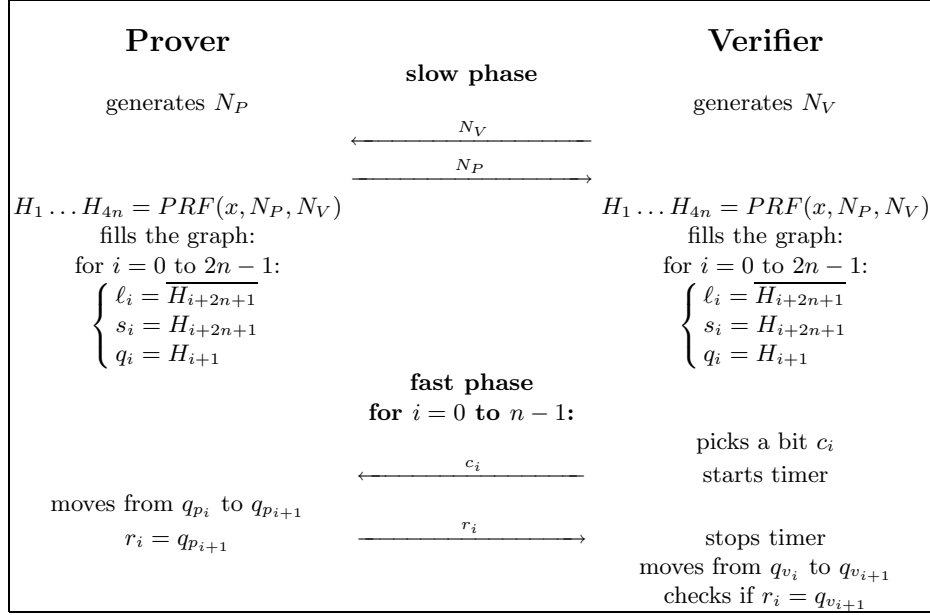 Prover Verifier
slow phase
generates N_P generates N_V
N_V
N_P
H_1 … H_{4n} = PRF(x, N_P, N_V) H_1 … H_{4n} = PRF(x, N_P, N_V)
fills the graph: fills the graph:
for i = 0 to 2n − 1: for i = 0 to 2n − 1:
ℓ_i = \overline{H_{i+2n+1}} ℓ_i = \overline{H_{i+2n+1}}
s_i = H_{i+2n+1} s_i = H_{i+2n+1}
q_i = H_{i+1} q_i = H_{i+1}
fast phase
for i = 0 to n − 1:
picks a bit c_i
c_i starts timer
moves from q_{p_i} to q_{p_{i+1}}
r_i = q_{p_{i+1}} r_i stops timer
moves from q_{v_i} to q_{v_{i+1}}
checks if r_i = q_{v_{i+1}}